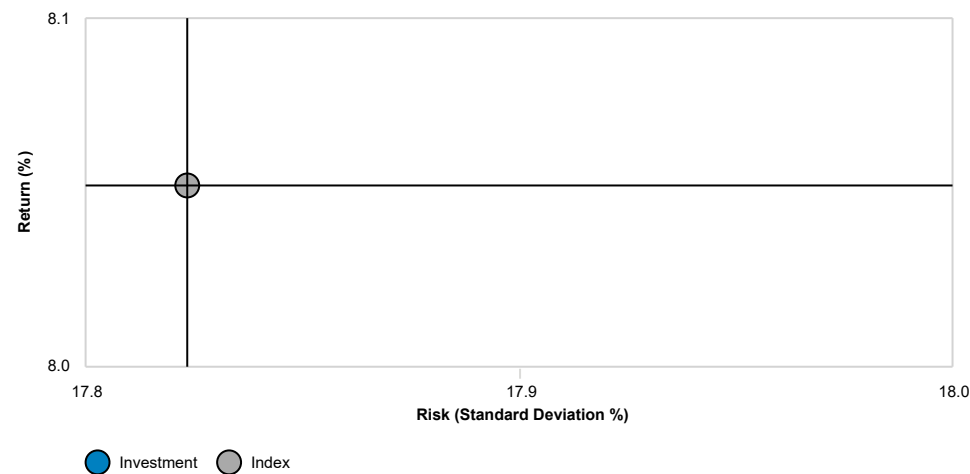 8.1
Return (%)
8.0
17.8 17.9 18.0
Risk (Standard Deviation %)
Investment Index